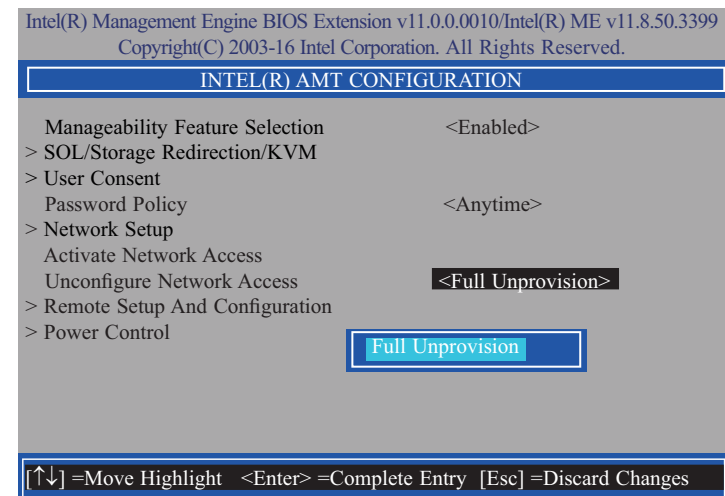 Intel(R) Management Engine BIOS Extension v11.0.0.0010/Intel(R) ME v11.8.50.3399
Copyright(C) 2003-16 Intel Corporation. All Rights Reserved.
INTEL(R) AMT CONFIGURATION
Manageability Feature Selection <Enabled>
> SOL/Storage Redirection/KVM
> User Consent
Password Policy <Anytime>
> Network Setup
Activate Network Access
Unconfigure Network Access <Full Unprovision>
> Remote Setup And Configuration
> Power Control
Full Unprovision
[↑↓] =Move Highlight <Enter> =Complete Entry [Esc] =Discard Changes